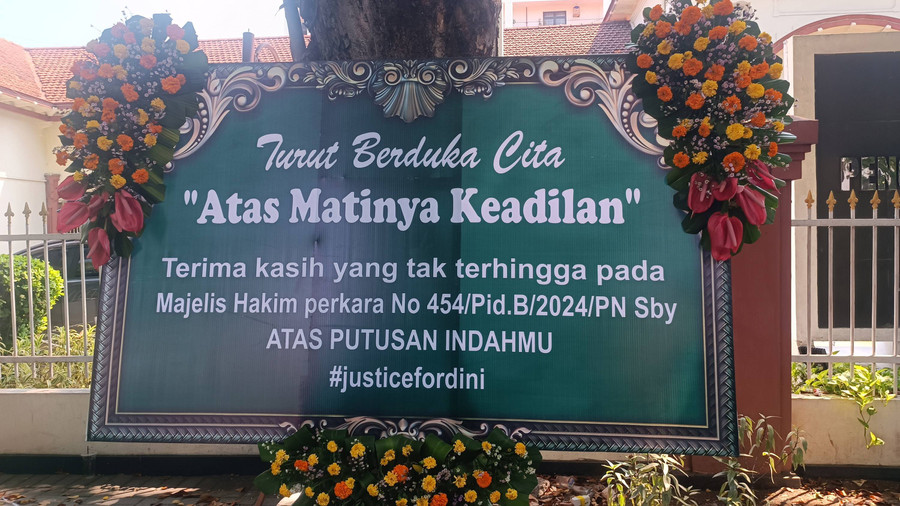 Turut Berduka Cita
"Atas Matinya Keadilan"
Terima kasih yang tak terhingga pada
Majelis Hakim perkara No 454/Pid.B/2024/PN Sby
ATAS PUTUSAN INDAHMU
#justicefordini